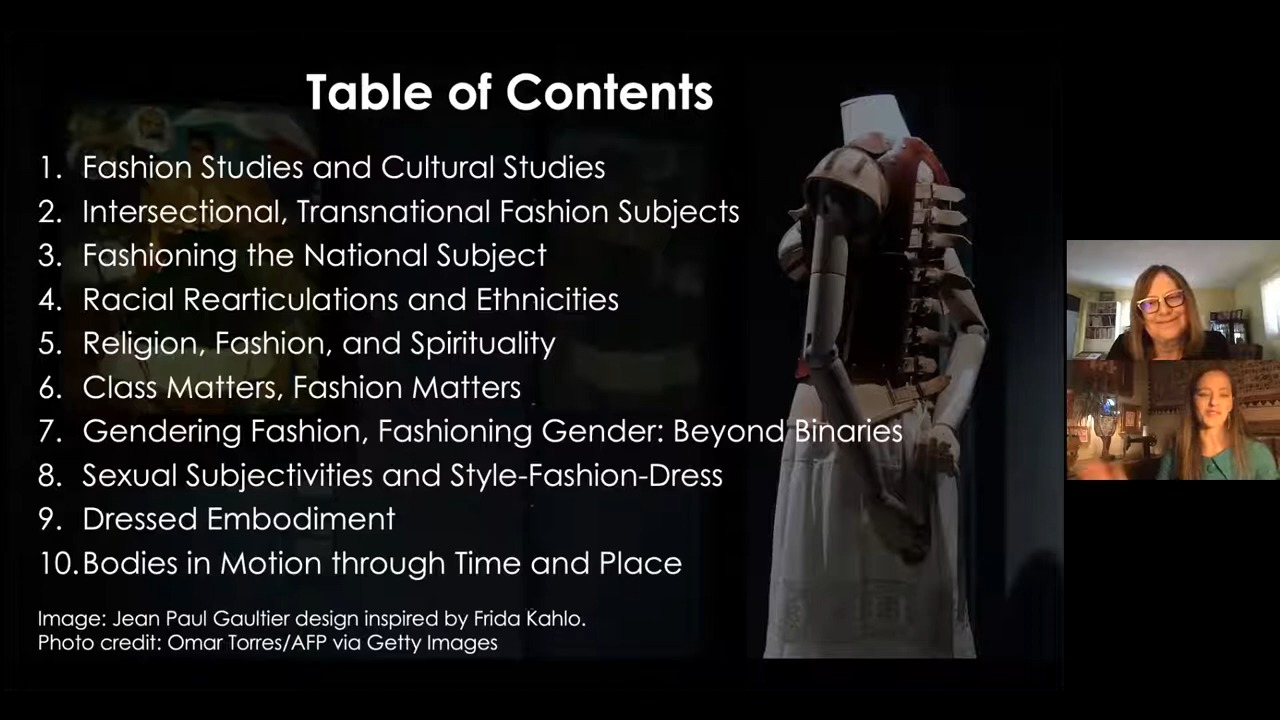 Table of Contents
1. Fashion Studies and Cultural Studies
2. Intersectional, Transnational Fashion Subjects
3. Fashioning the National Subject
4. Racial Rearticulations and Ethnicities
5. Religion, Fashion, and Spirituality
6. Class Matters, Fashion Matters
7. Gendering Fashion, Fashioning Gender: Beyond Binaries
8. Sexual Subjectivities and Style-Fashion-Dress
9. Dressed Embodiment
10. Bodies in Motion through Time and Place
Image: Jean Paul Gaultier design inspired by Frida Kahlo.
Photo credit: Omar Torres/AFP via Getty Images